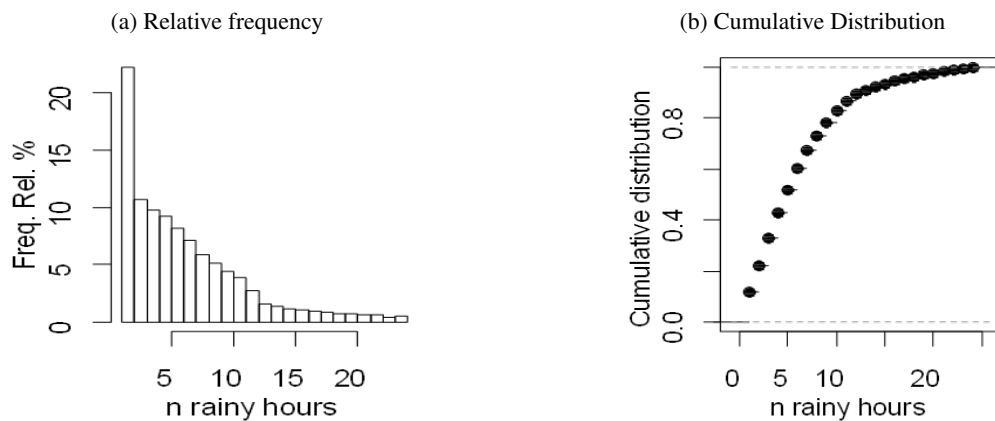 (a) Relative frequency
Freq. Rel. %
20
15
10
5
0
5 10 15 20
n rainy hours
(b) Cumulative Distribution
Cumulative distribution
0.8
0.4
0.0
0 5 10 20
n rainy hours